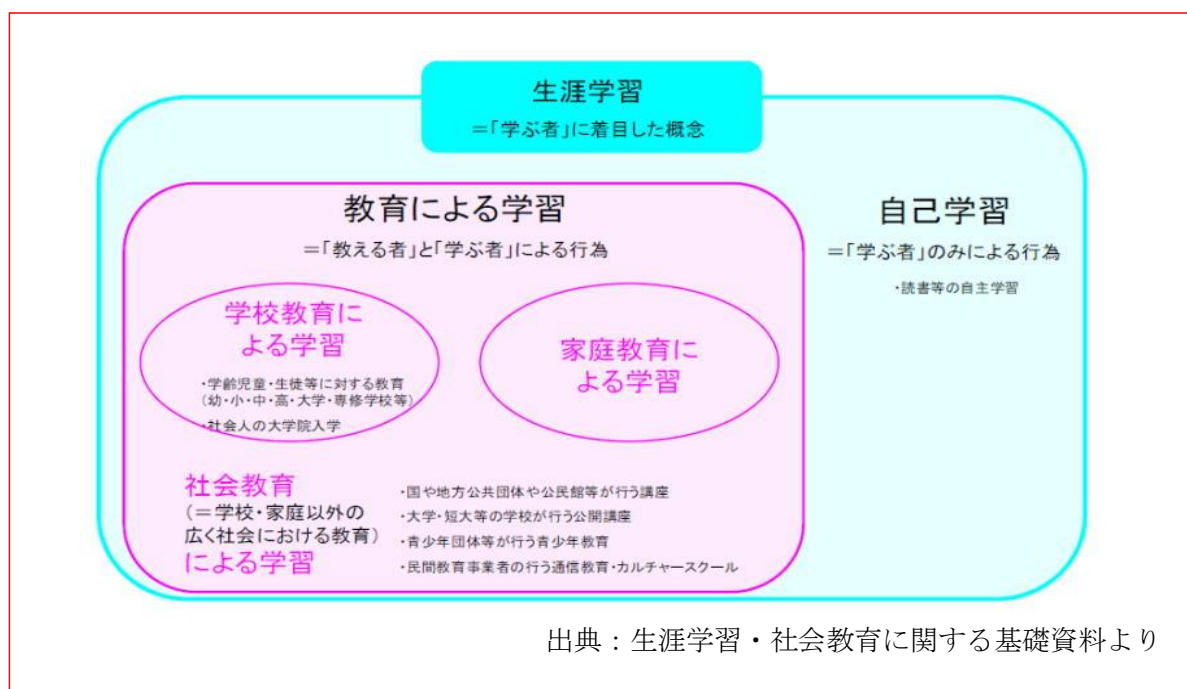 生涯学習
=「学ぶ者」に着目した概念
教育による学習
=「教える者」と「学ぶ者」による行為
自己学習
=「学ぶ者」のみによる行為
・読書等の自主学習
学校教育に
よる学習
・学齢児童・生徒等に対する教育
(幼・小・中・高・大学・専修学校等)
・社会人の大学院入学
家庭教育に
よる学習
社会教育
(=学校・家庭以外の
広く社会における教育)
による学習
・国や地方公共団体や公民館等が行う講座
・大学・短大等の学校が行う公開講座
・青少年団体等が行う青少年教育
・民間教育事業者の行う通信教育・カルチャースクール
出典：生涯学習・社会教育に関する基礎資料より